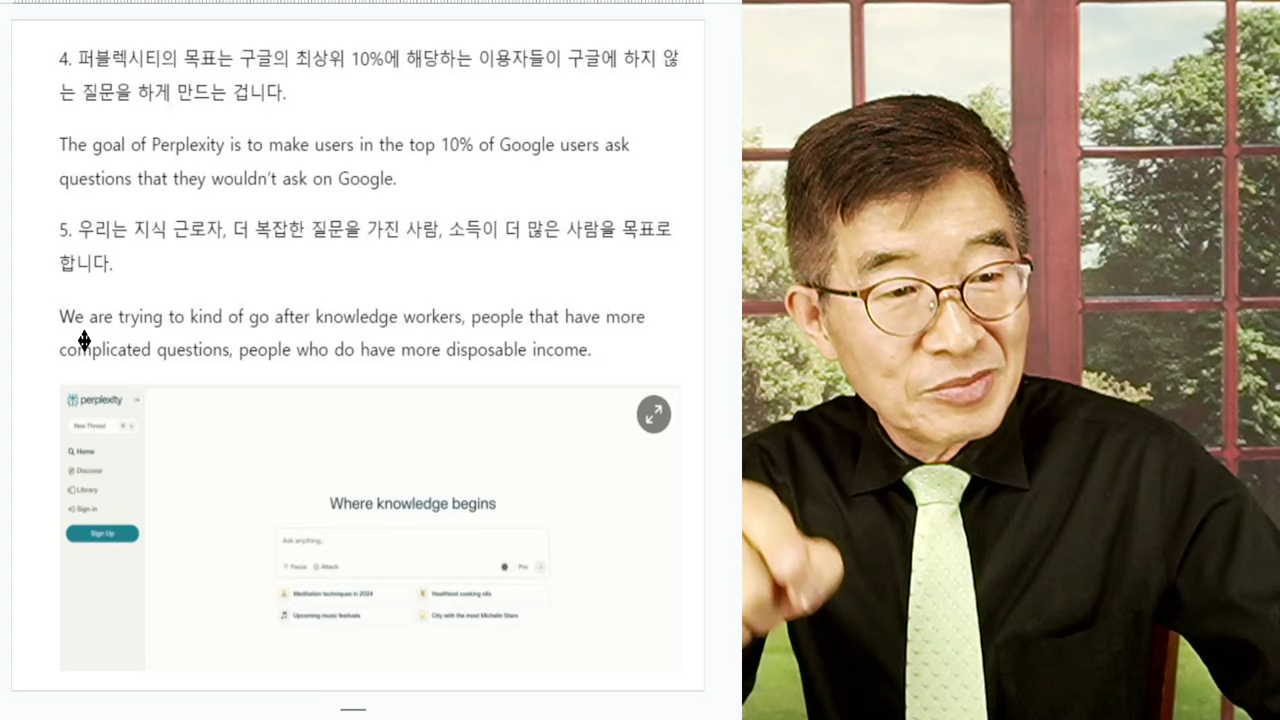 4. 퍼블렉시티의 목표는 구글의 최상위 10%에 해당하는 이용자들이 구글에 하지 않
는 질문을 하게 만드는 겁니다.
The goal of Perplexity is to make users in the top 10% of Google users ask
questions that they wouldn't ask on Google.
5. 우리는 지식 근로자, 더 복잡한 질문을 가진 사람, 소득이 더 많은 사람을 목표로
합니다.
We are trying to kind of go after knowledge workers, people that have more
complicated questions, people who do have more disposable income.
perplexity
New Thread
Home
Discover
Library
Sign in
Sign Up
Where knowledge begins
Ask anything...
Focus Attach Pro
Meditation techniques in 2024 Healthiest cooking oils
Upcoming music festivals City with the most Michelin Stars